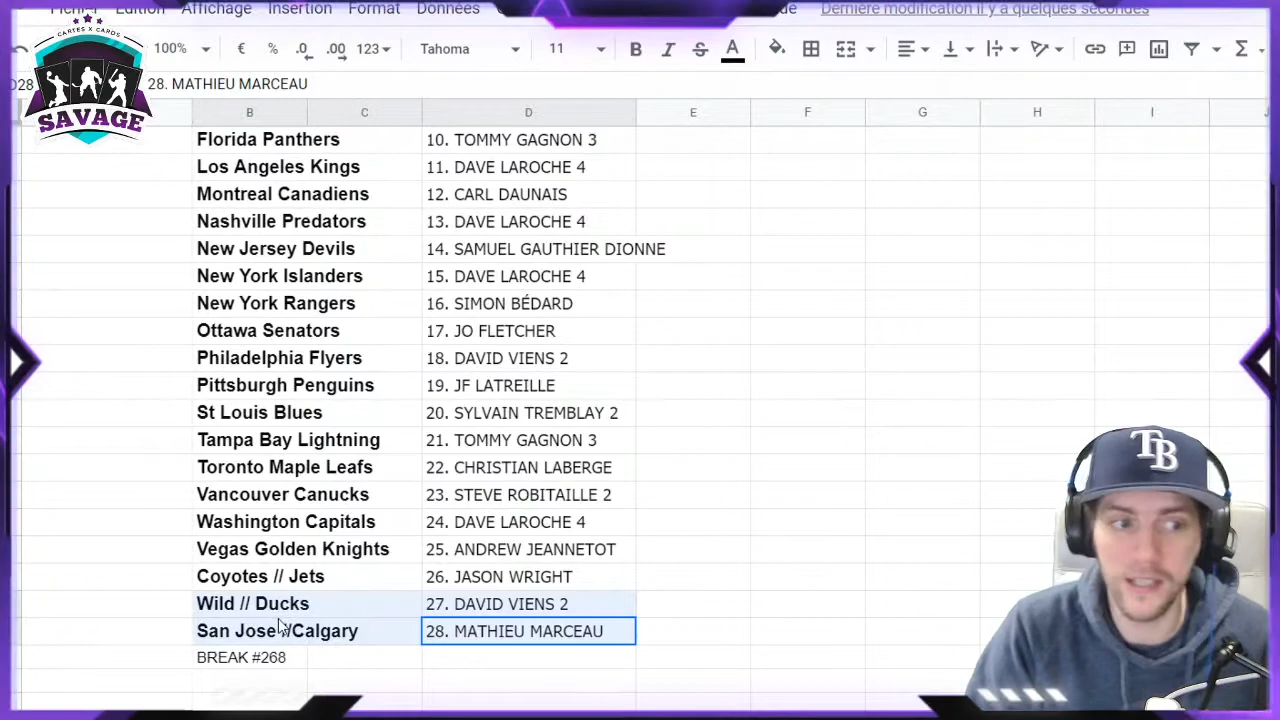 Fichier Édition Affichage Insertion Format Données
Dernière modification il y a quelques secondes
CARTES X CARDS
SAVAGE
100% € % .0 .00 123 Tahoma 11 B I S A Σ
D28 28. MATHIEU MARCEAU
B C D E F G H I J
Florida Panthers 10. TOMMY GAGNON 3
Los Angeles Kings 11. DAVE LAROCHE 4
Montreal Canadiens 12. CARL DAUNAIS
Nashville Predators 13. DAVE LAROCHE 4
New Jersey Devils 14. SAMUEL GAUTHIER DIONNE
New York Islanders 15. DAVE LAROCHE 4
New York Rangers 16. SIMON BÉDARD
Ottawa Senators 17. JO FLETCHER
Philadelphia Flyers 18. DAVID VIENS 2
Pittsburgh Penguins 19. JF LATREILLE
St Louis Blues 20. SYLVAIN TREMBLAY 2
Tampa Bay Lightning 21. TOMMY GAGNON 3
Toronto Maple Leafs 22. CHRISTIAN LABERGE
Vancouver Canucks 23. STEVE ROBITAILLE 2
Washington Capitals 24. DAVE LAROCHE 4
Vegas Golden Knights 25. ANDREW JEANNETOT
Coyotes // Jets 26. JASON WRIGHT
Wild // Ducks 27. DAVID VIENS 2
San Jose //Calgary 28. MATHIEU MARCEAU
BREAK #268
TB